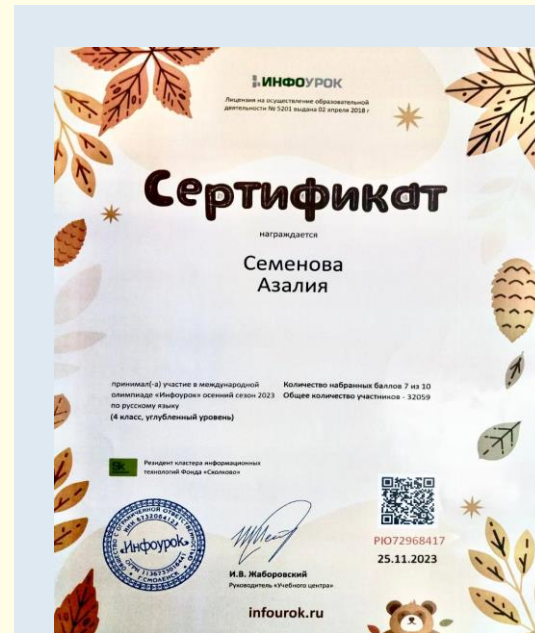 ИНФОУРОК
Лицензия на осуществление образовательной
деятельности № 5201 выдана 02 апреля 2018 г
Сертификат
награждается
Семенова
Азалия
принимал(-а) участие в международной
олимпиаде «Инфоурок» осенний сезон 2023
по русскому языку
(4 класс, углубленный уровень)
Количество набранных баллов 7 из 10
Общее количество участников - 32059
Sk
Резидент кластера информационных
технологий Фонда «Сколково»
«Инфоурок»
Г.СМОЛЕНСК
И.В. Жаборовский
Руководитель «Учебного центра»
РЮ72968417
25.11.2023
infourok.ru